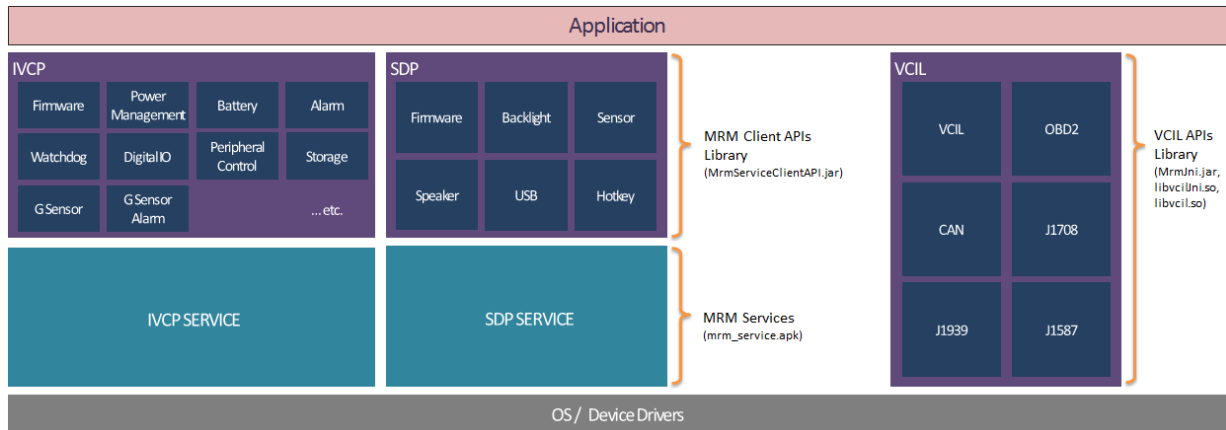 Application
IVCP
Firmware
Power
Management
Battery
Alarm
Watchdog
Digital IO
Peripheral
Control
Storage
G Sensor
G Sensor
Alarm
... etc.
SDP
Firmware
Backlight
Sensor
Speaker
USB
Hotkey
MRM Client APIs
Library
(MrmServiceClientAPI.jar)
VCIL
VCIL
OBD2
CAN
J1708
J1939
J1587
VCIL APIs
Library
(MrmJni.jar,
libvcilJni.so,
libvcil.so)
IVCP SERVICE
SDP SERVICE
MRM Services
(mrm_service.apk)
OS / Device Drivers